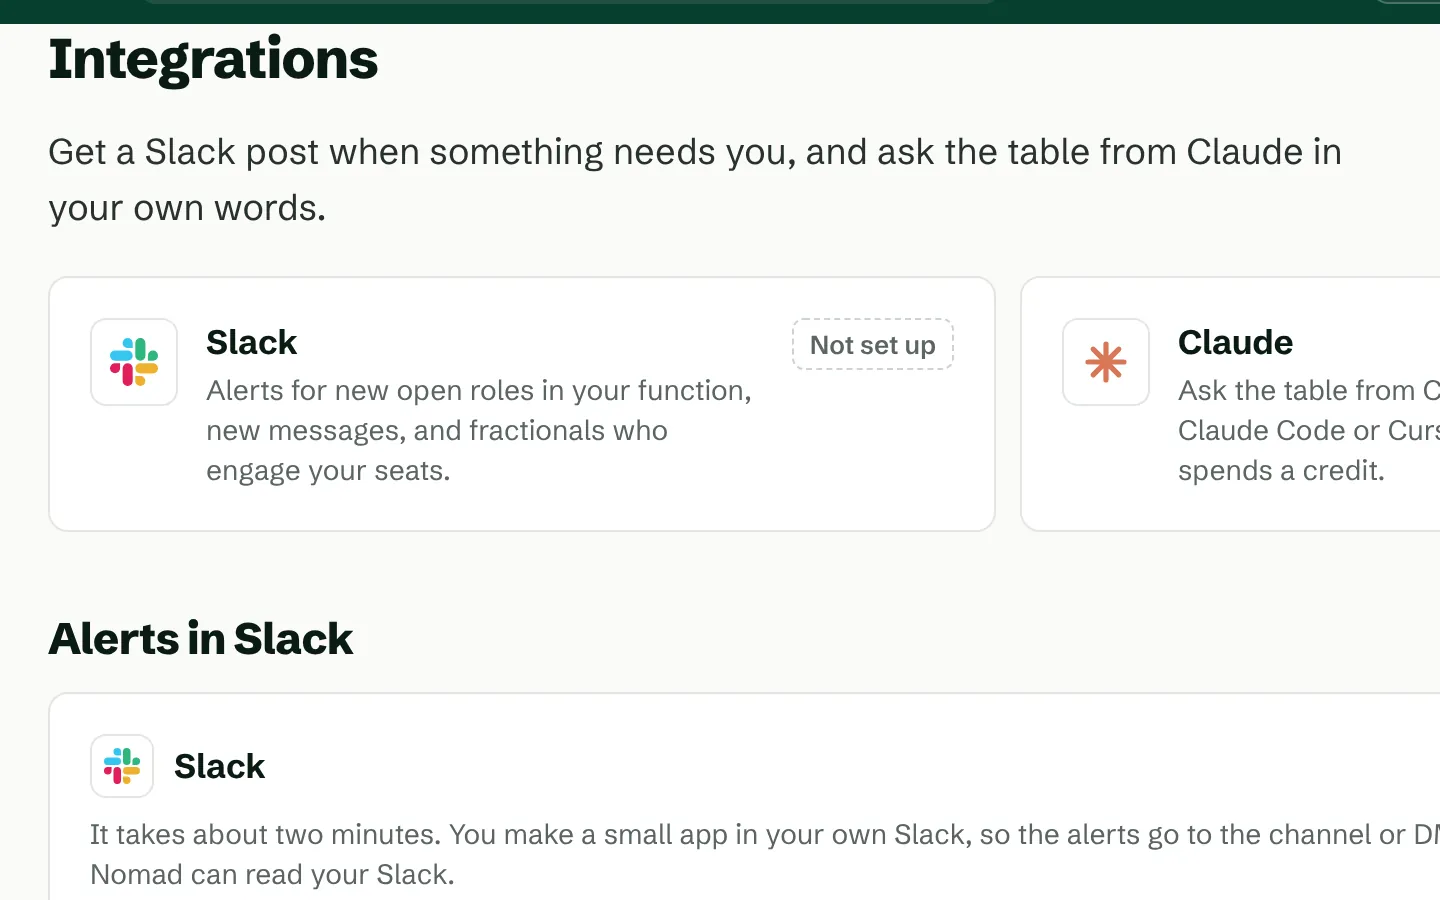 Integrations
Get a Slack post when something needs you, and ask the table from Claude in
your own words.
Slack
Not set up
Alerts for new open roles in your function,
new messages, and fractionals who
engage your seats.
Claude
Ask the table from
Claude Code or
spends a credit.
Alerts in Slack
Slack
It takes about two minutes. You make a small app in your own Slack, so the alerts go to the channel or
Nomad can read your Slack.